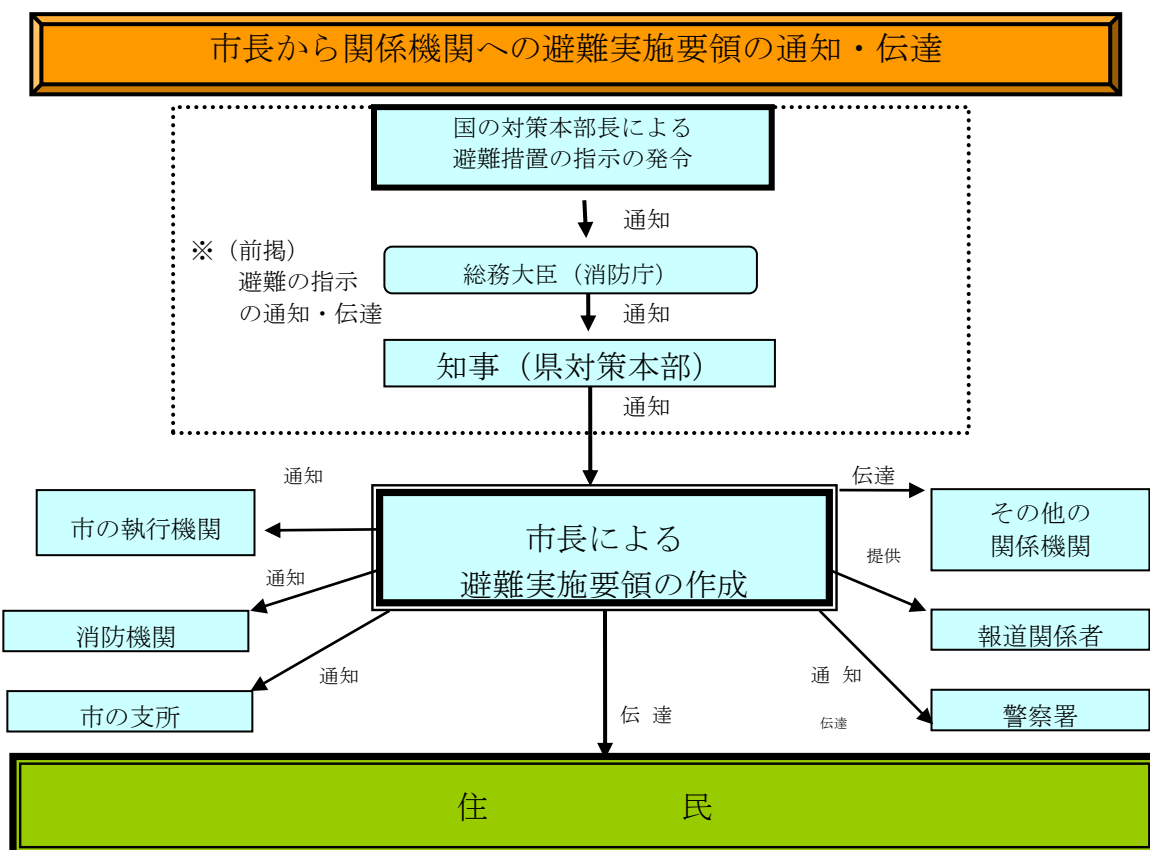 市長から関係機関への避難実施要領の通知・伝達
国の対策本部長による
避難措置の指示の発令
通知
※（前掲）
避難の指示
の通知・伝達
総務大臣（消防庁）
通知
知事（県対策本部）
通知
通知
伝達
市の執行機関
市長による
避難実施要領の作成
その他の
関係機関
提供
通知
消防機関
報道関係者
通知
通 知
市の支所
伝 達
伝達
警察署
住 民